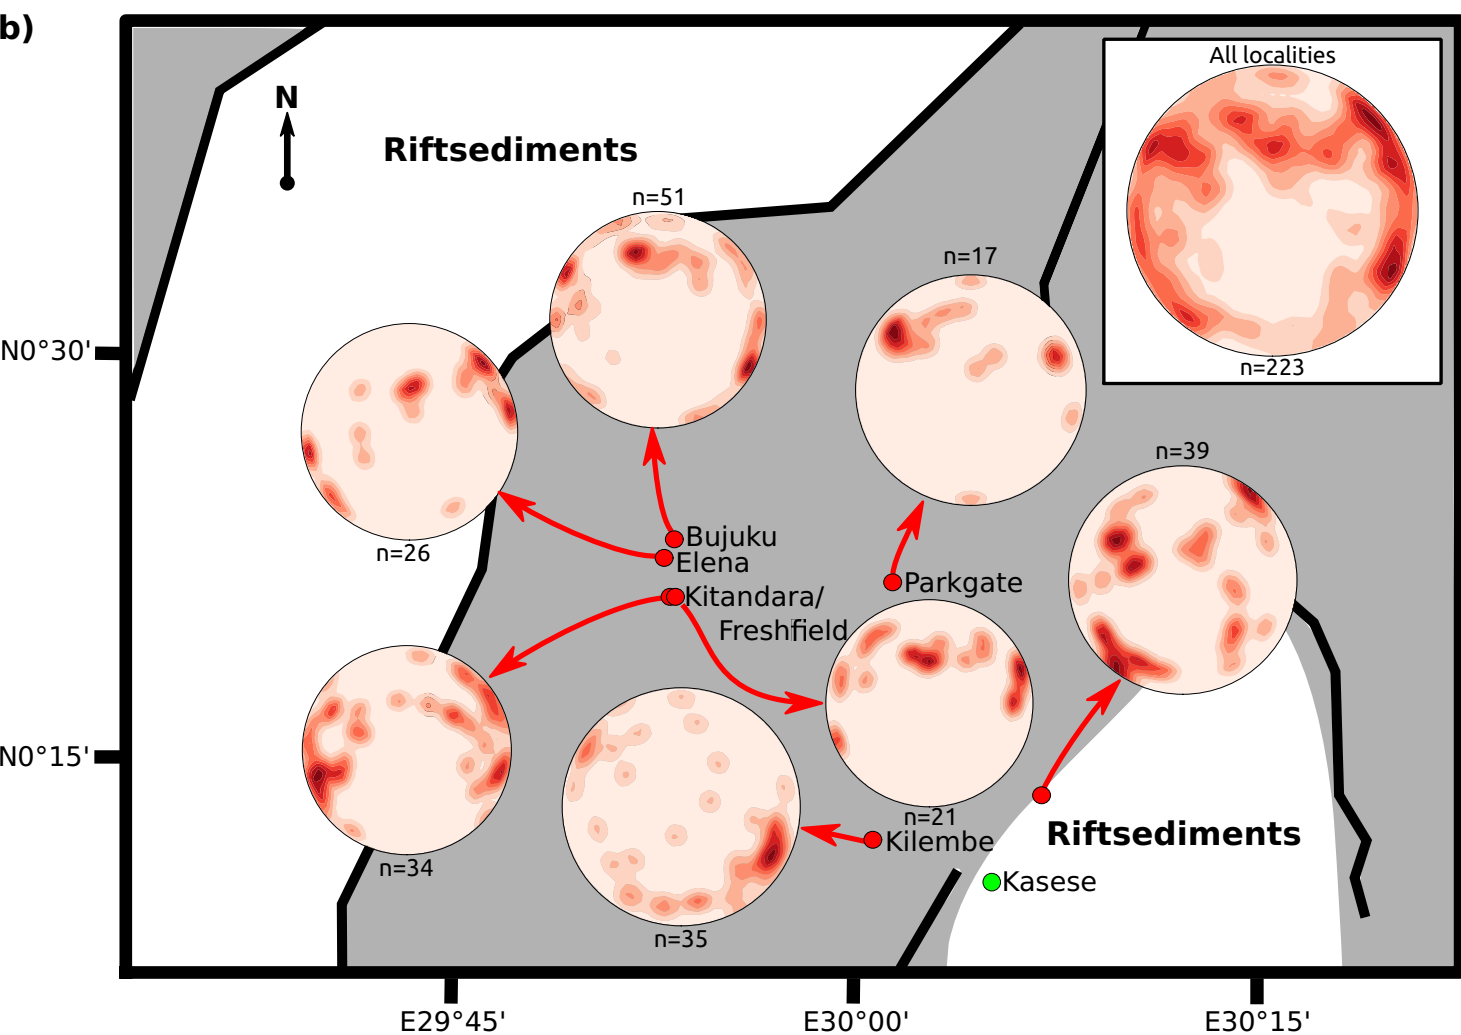 b)
All localities
N
Riftsediments
n=51
n=17
N0°30'
n=223
n=39
Bujuku
n=26
Elena
Parkgate
Kitandara/
Freshfield
N0°15'
n=21
Riftsediments
Kilembe
n=34
Kasese
n=35
E29°45'
E30°00'
E30°15'